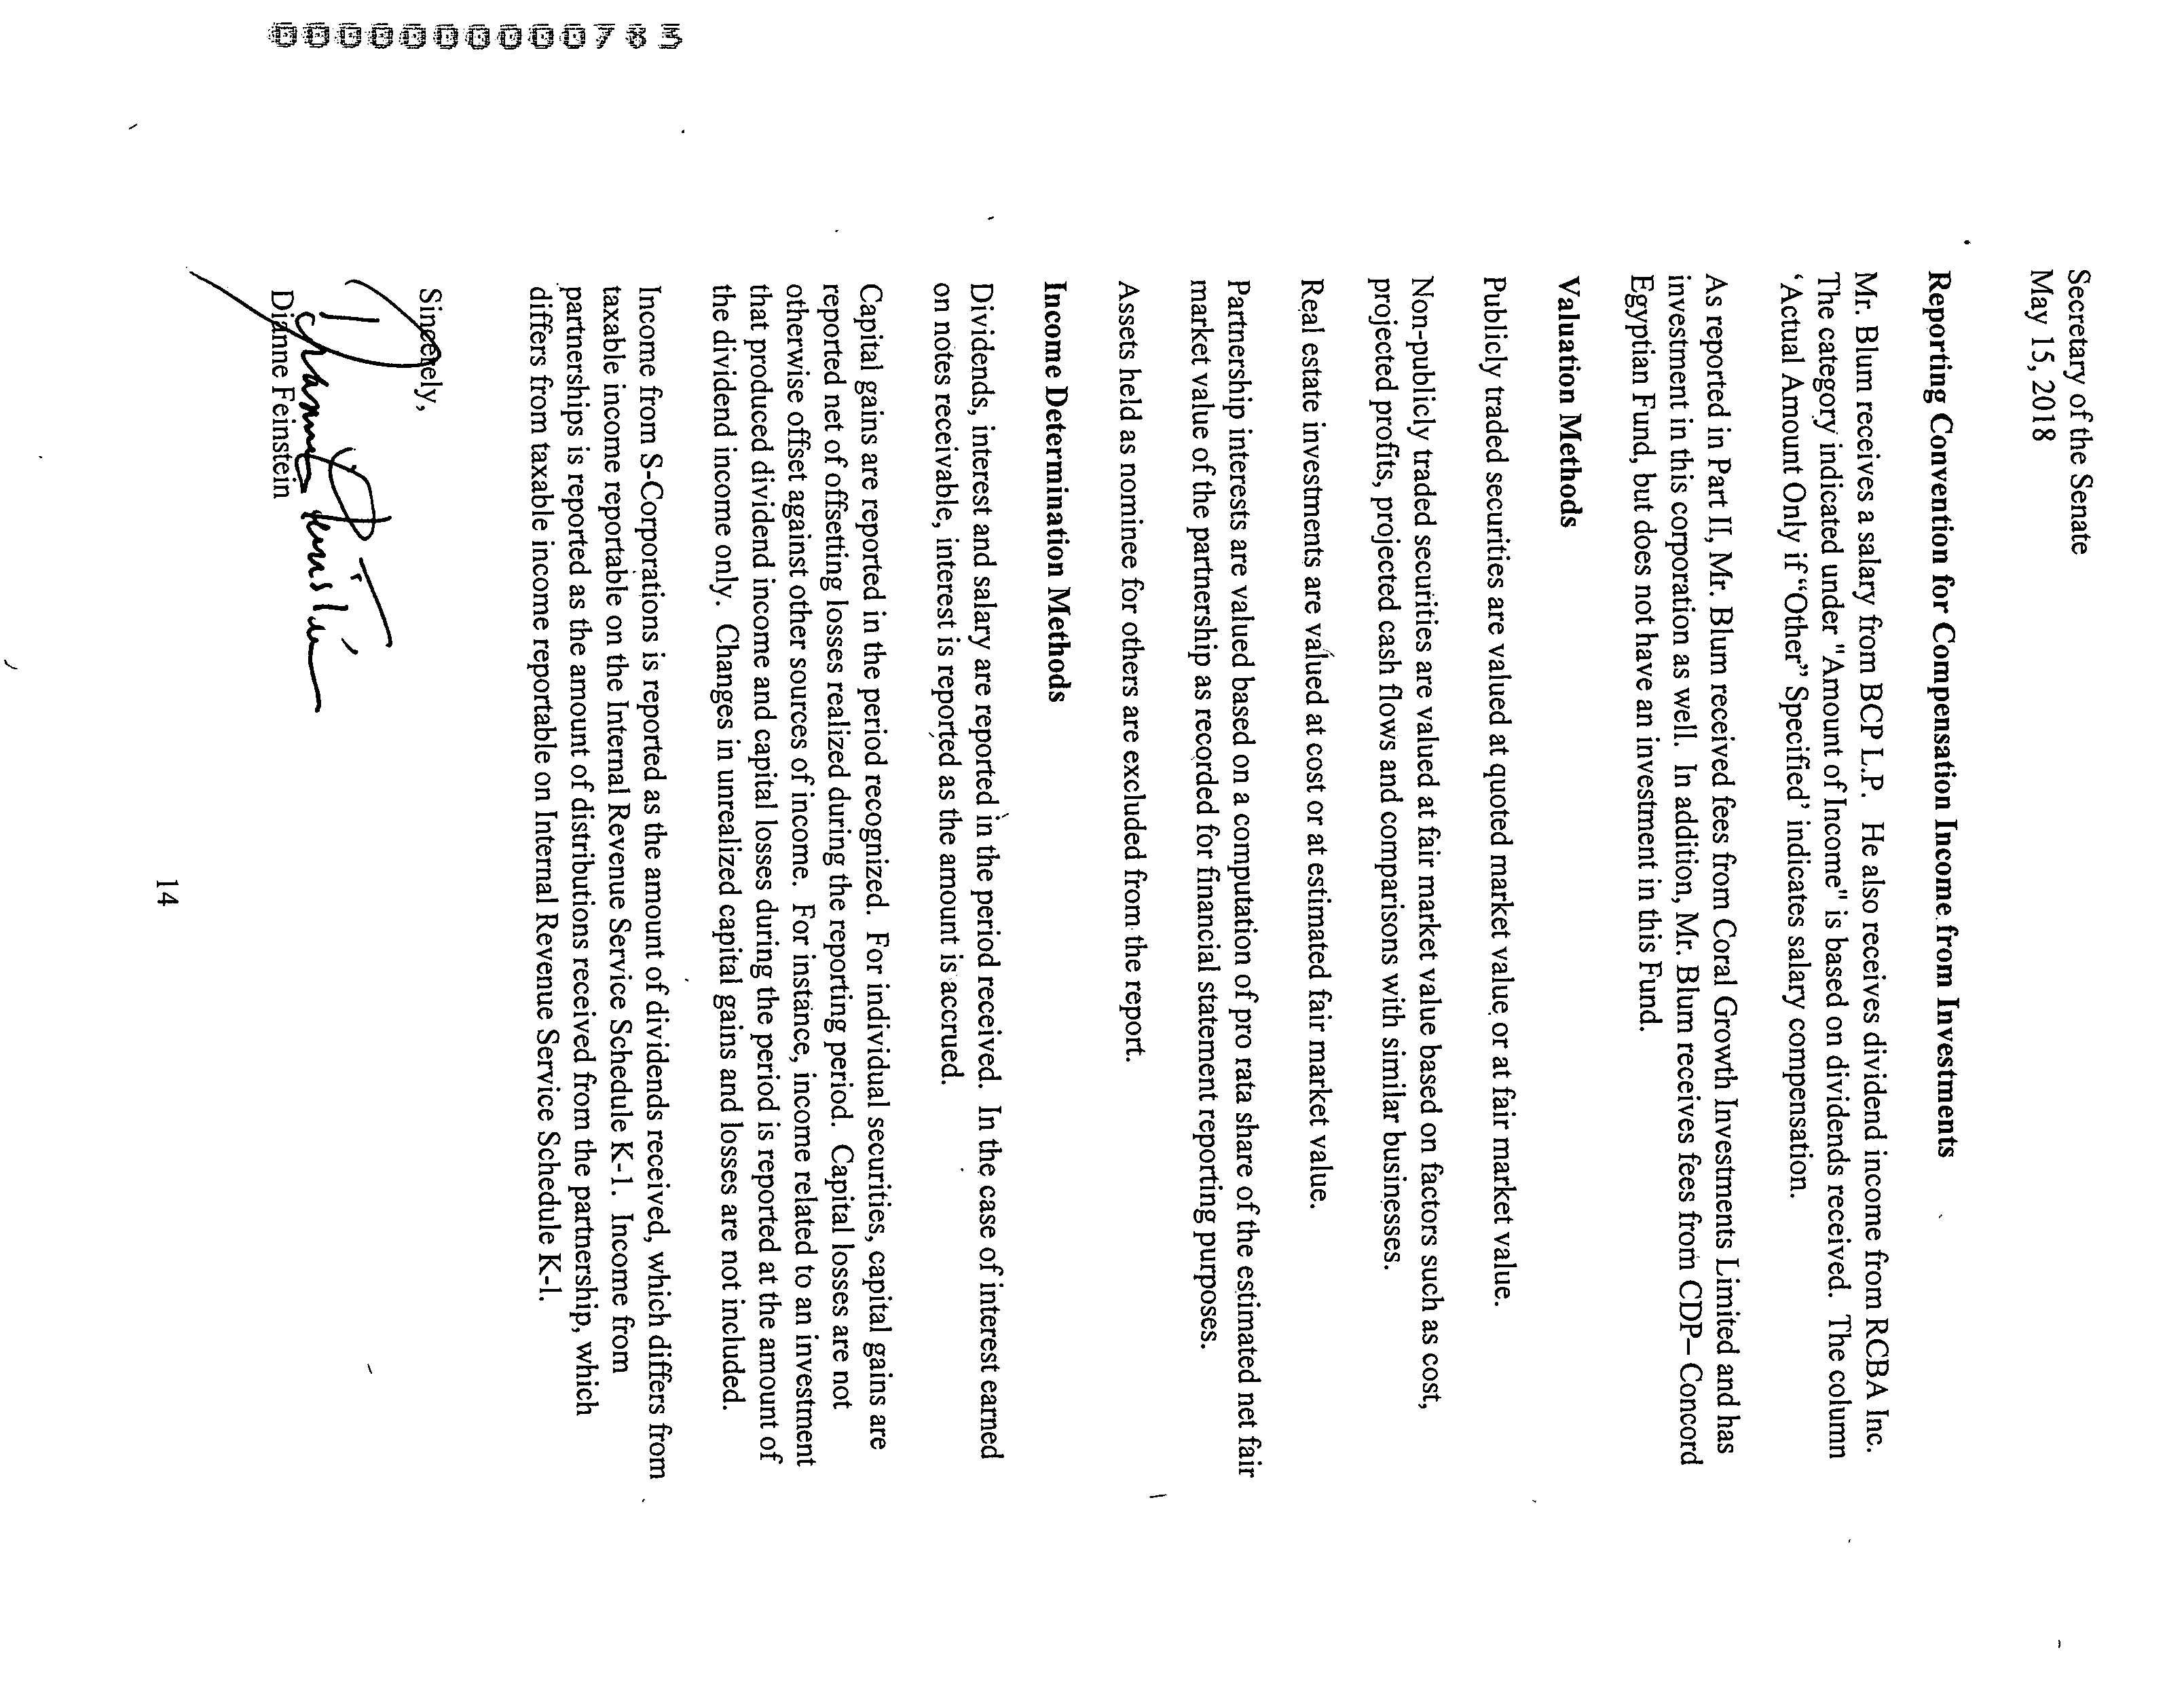 Secretary of the Senate
May 15, 2018
Reporting Convention for Compensation Income from Investments
Mr. Blum receives a salary from BCP L.P. He also receives dividend income from RCBA Inc.
The category indicated under "Amount of Income" is based on dividends received. The column
‘Actual Amount Only if “Other” Specified’ indicates salary compensation.
As reported in Part II, Mr. Blum received fees from Coral Growth Investments Limited and has
investment in this corporation as well. In addition, Mr. Blum receives fees from CDP– Concord
Egyptian Fund, but does not have an investment in this Fund.
Valuation Methods
Publicly traded securities are valued at quoted market value or at fair market value.
Non-publicly traded securities are valued at fair market value based on factors such as cost,
projected profits, projected cash flows and comparisons with similar businesses.
Real estate investments are valued at cost or at estimated fair market value.
Partnership interests are valued based on a computation of pro rata share of the estimated net fair
market value of the partnership as recorded for financial statement reporting purposes.
Assets held as nominee for others are excluded from the report.
Income Determination Methods
Dividends, interest and salary are reported in the period received. In the case of interest earned
on notes receivable, interest is reported as the amount is accrued.
Capital gains are reported in the period recognized. For individual securities, capital gains are
reported net of offsetting losses realized during the reporting period. Capital losses are not
otherwise offset against other sources of income. For instance, income related to an investment
that produced dividend income and capital losses during the period is reported at the amount of
the dividend income only. Changes in unrealized capital gains and losses are not included.
Income from S-Corporations is reported as the amount of dividends received, which differs from
taxable income reportable on the Internal Revenue Service Schedule K-1. Income from
partnerships is reported as the amount of distributions received from the partnership, which
differs from taxable income reportable on Internal Revenue Service Schedule K-1.
Sincerely,
Dianne Feinstein
Dianne Feinstein
14
000000000785